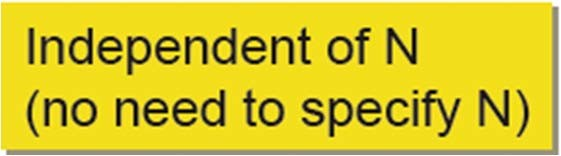 Independent of N
(no need to specify N)